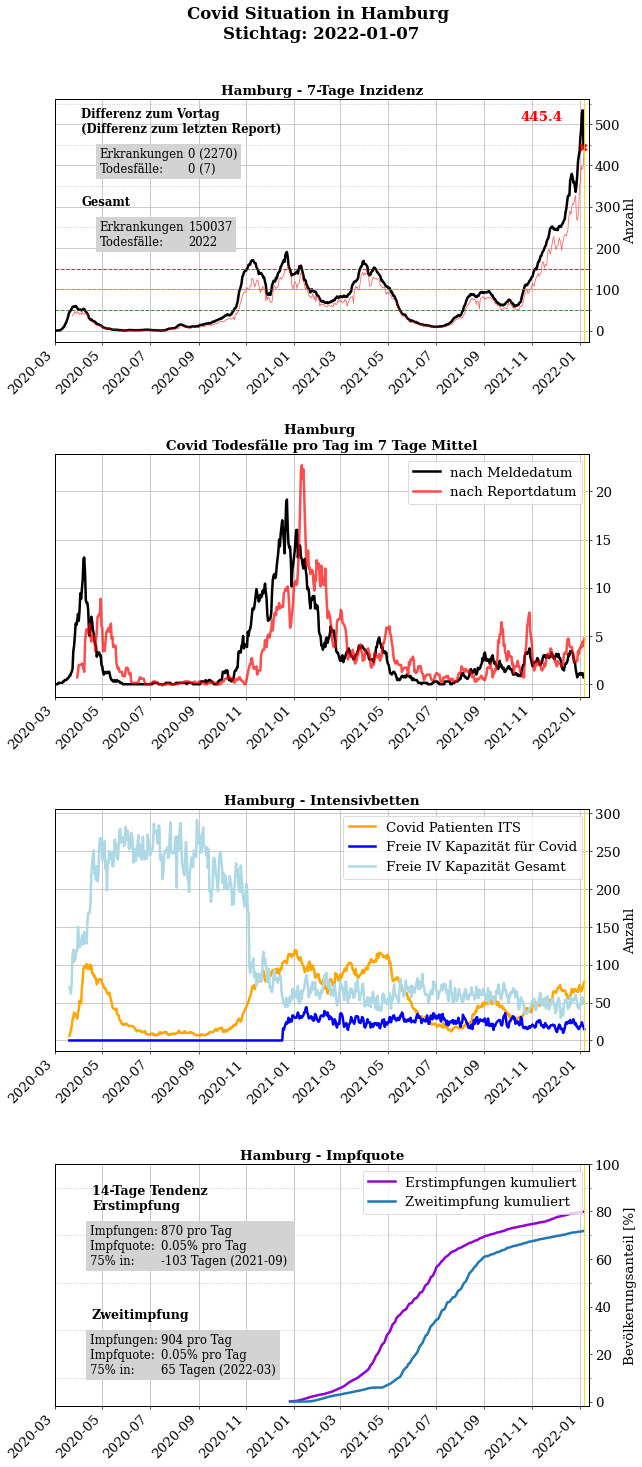 Covid Situation in Hamburg
Stichtag: 2022-01-07
Hamburg - 7-Tage Inzidenz
Differenz zum Vortag
(Differenz zum letzten Report)
Erkrankungen 0 (2270)
Todesfälle: 0 (7)
Gesamt
Erkrankungen 150037
Todesfälle: 2022
445.4
500
400
300
200
100
0
Anzahl
2020-03
2020-05
2020-07
2020-09
2020-11
2021-01
2021-03
2021-05
2021-07
2021-09
2021-11
2022-01
Hamburg
Covid Todesfälle pro Tag im 7 Tage Mittel
nach Meldedatum
nach Reportdatum
20
15
10
5
0
2020-03
2020-05
2020-07
2020-09
2020-11
2021-01
2021-03
2021-05
2021-07
2021-09
2021-11
2022-01
Hamburg - Intensivbetten
Covid Patienten ITS
Freie IV Kapazität für Covid
Freie IV Kapazität Gesamt
300
250
200
150
100
50
0
Anzahl
2020-03
2020-05
2020-07
2020-09
2020-11
2021-01
2021-03
2021-05
2021-07
2021-09
2021-11
2022-01
Hamburg - Impfquote
14-Tage Tendenz
Erstimpfung
Impfungen: 870 pro Tag
Impfquote: 0.05% pro Tag
75% in: -103 Tagen (2021-09)
Zweitimpfung
Impfungen: 904 pro Tag
Impfquote: 0.05% pro Tag
75% in: 65 Tagen (2022-03)
Erstimpfungen kumuliert
Zweitimpfung kumuliert
100
80
60
40
20
0
Bevölkerungsanteil [%]
2020-03
2020-05
2020-07
2020-09
2020-11
2021-01
2021-03
2021-05
2021-07
2021-09
2021-11
2022-01